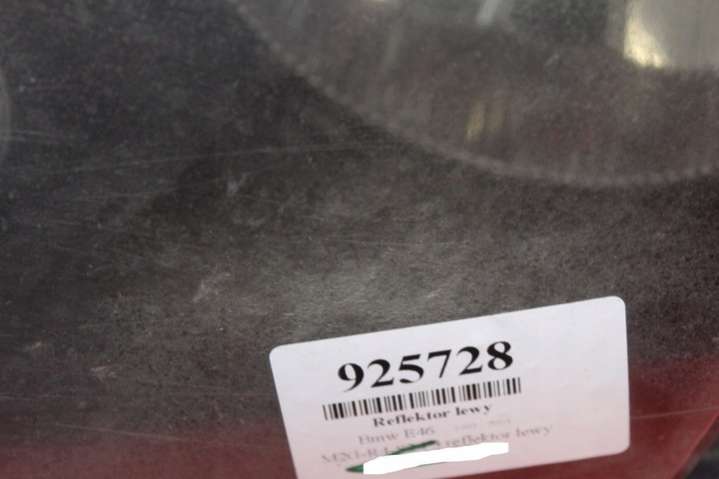 925728
Reflektor lewy
Bmw E46
reflektor lewy